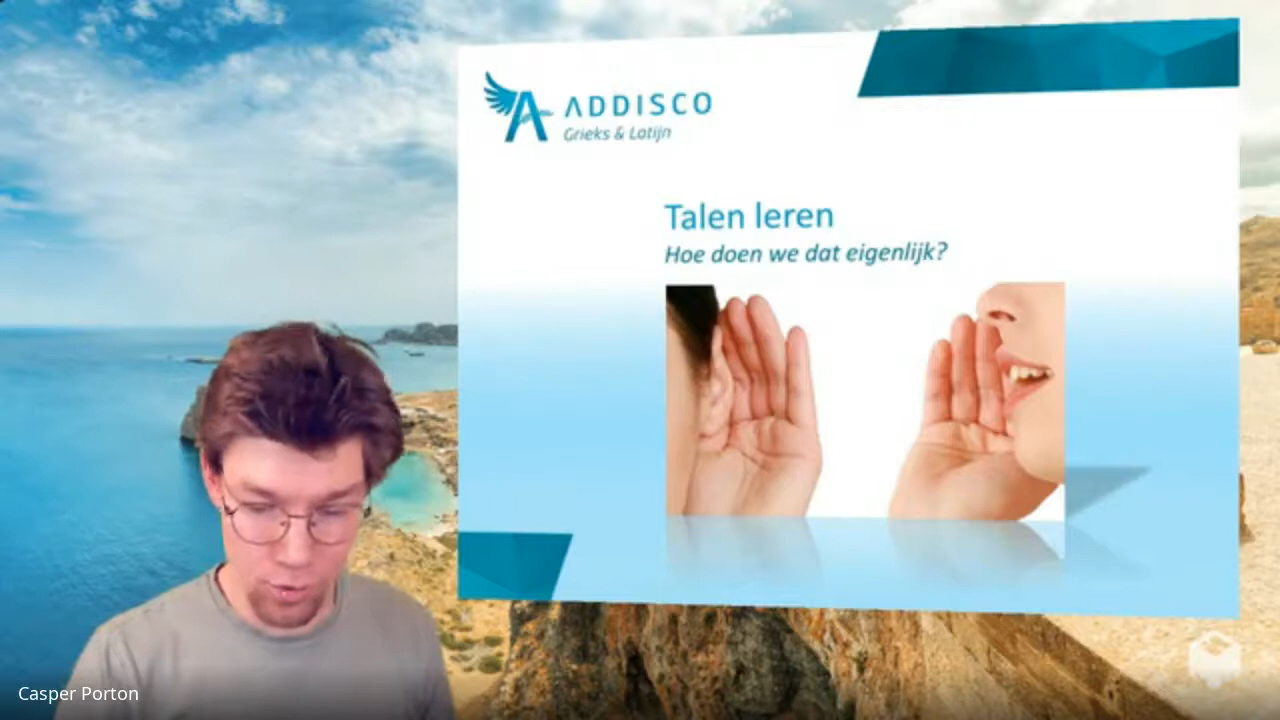 ADDISCO
Grieks & Latijn
Talen leren
Hoe doen we dat eigenlijk?
Casper Porton